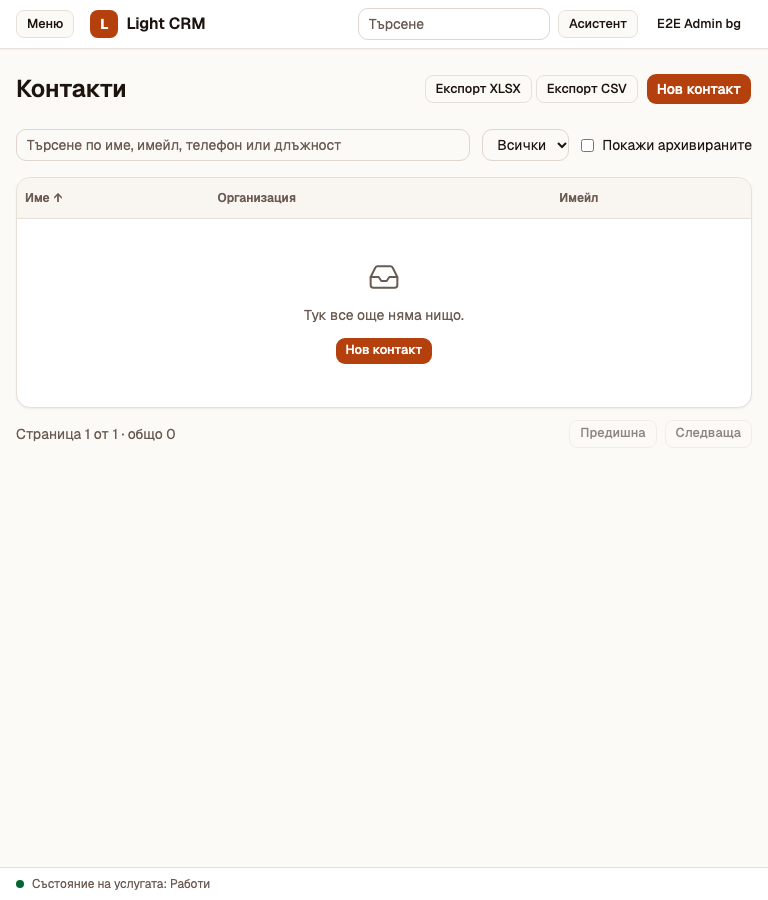 Меню L Light CRM Търсене Асистент E2E Admin bg
Контакти Експорт XLSX Експорт CSV Нов контакт
Търсене по име, имейл, телефон или длъжност Всички Покажи архивираните
Име ↑ Организация Имейл
Тук все още няма нищо.
Нов контакт
Страница 1 от 1 · общо 0 Предишна Следваща
Състояние на услугата: Работи